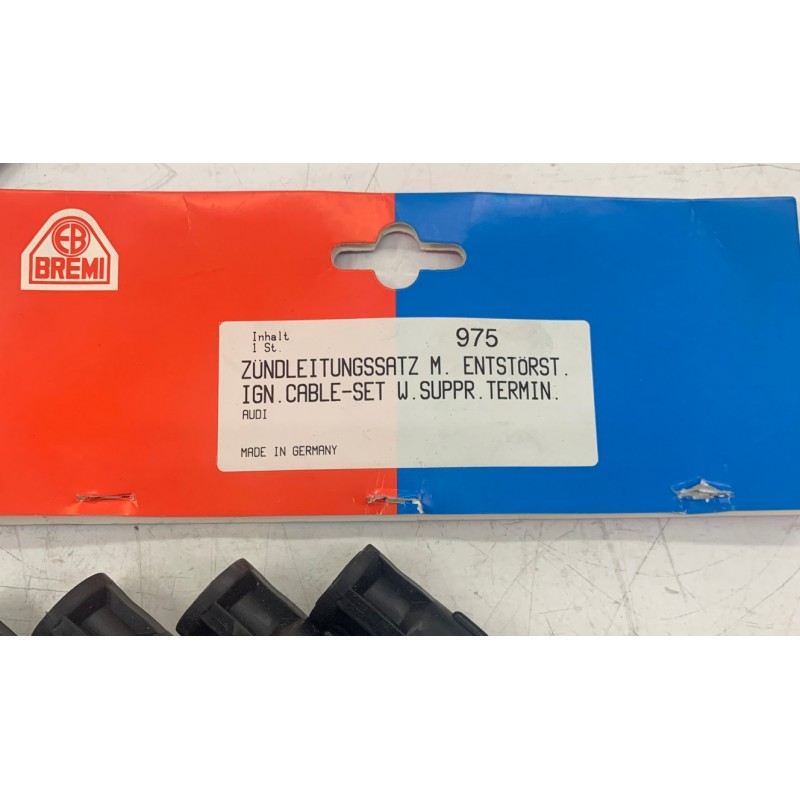 EB
BREMI
Inhalt 975
1 St.
ZÜNDLEITUNGSSATZ M. ENTSTÖRST.
IGN.CABLE-SET W.SUPPR.TERMIN.
AUDI
MADE IN GERMANY